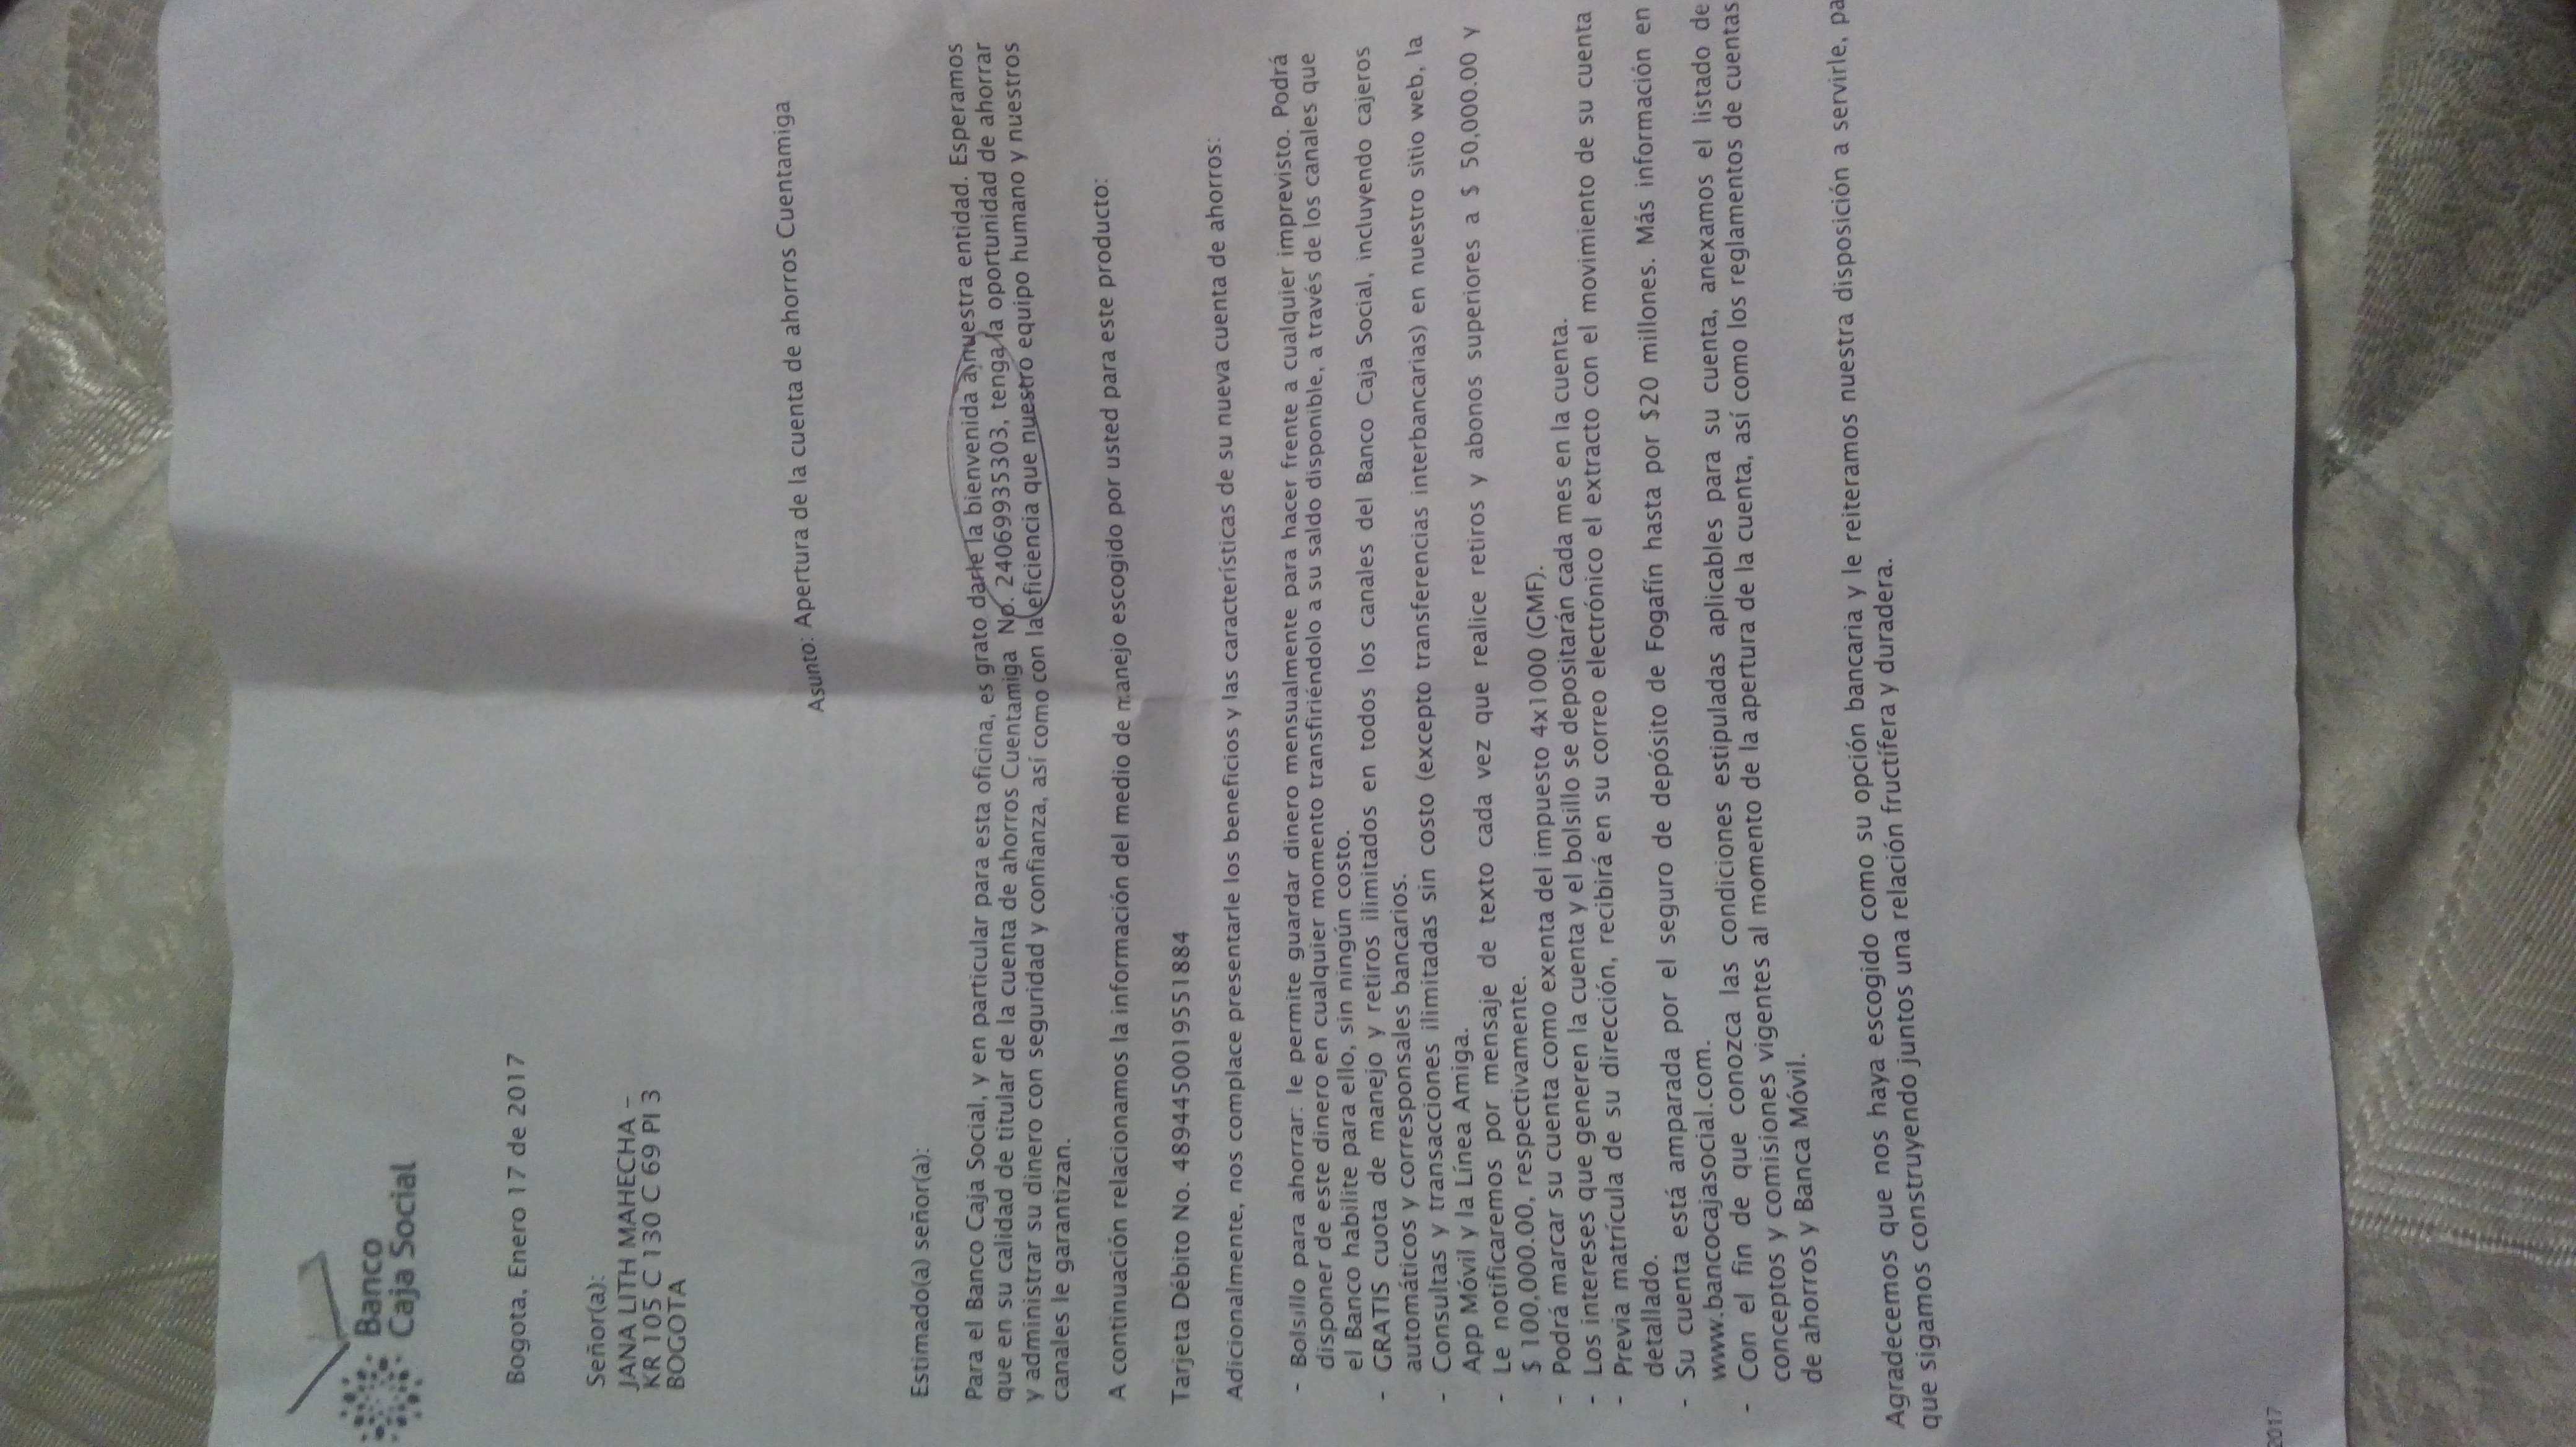 Banco
Caja Social
Bogota, Enero 17 de 2017
Señor(a):
JANA LITH MAHECHA -
KR 105 C 130 C 69 PI 3
BOGOTA
Asunto: Apertura de la cuenta de ahorros Cuentamiga
Estimado(a) señor(a):
Para el Banco Caja Social, y en particular para esta oficina, es grato darle la bienvenida a nuestra entidad. Esperamos
que en su calidad de titular de la cuenta de ahorros Cuentamiga No. 24069935303, tenga la oportunidad de ahorrar
y administrar su dinero con seguridad y confianza, así como con la eficiencia que nuestro equipo humano y nuestros
canales le garantizan.
A continuación relacionamos la información del medio de manejo escogido por usted para este producto:
Tarjeta Débito No. 4894450019551884
Adicionalmente, nos complace presentarle los beneficios y las características de su nueva cuenta de ahorros:
- Bolsillo para ahorrar: le permite guardar dinero mensualmente para hacer frente a cualquier imprevisto. Podrá
disponer de este dinero en cualquier momento transfiriéndolo a su saldo disponible, a través de los canales que
el Banco habilite para ello, sin ningún costo.
- GRATIS cuota de manejo y retiros ilimitados en todos los canales del Banco Caja Social, incluyendo cajeros
automáticos y corresponsales bancarios.
- Consultas y transacciones ilimitadas sin costo (excepto transferencias interbancarias) en nuestro sitio web, la
App Móvil y la Línea Amiga.
- Le notificaremos por mensaje de texto cada vez que realice retiros y abonos superiores a $ 50,000.00 y
$ 100,000.00, respectivamente.
- Podrá marcar su cuenta como exenta del impuesto 4x1000 (GMF).
- Los intereses que generen la cuenta y el bolsillo se depositarán cada mes en la cuenta.
- Previa matrícula de su dirección, recibirá en su correo electrónico el extracto con el movimiento de su cuenta
detallado.
- Su cuenta está amparada por el seguro de depósito de Fogafín hasta por $20 millones. Más información en
www.bancocajasocial.com.
- Con el fin de que conozca las condiciones estipuladas aplicables para su cuenta, anexamos el listado de
conceptos y comisiones vigentes al momento de la apertura de la cuenta, así como los reglamentos de cuentas
de ahorros y Banca Móvil.
Agradecemos que nos haya escogido como su opción bancaria y le reiteramos nuestra disposición a servirle, pa
que sigamos construyendo juntos una relación fructífera y duradera.
2017